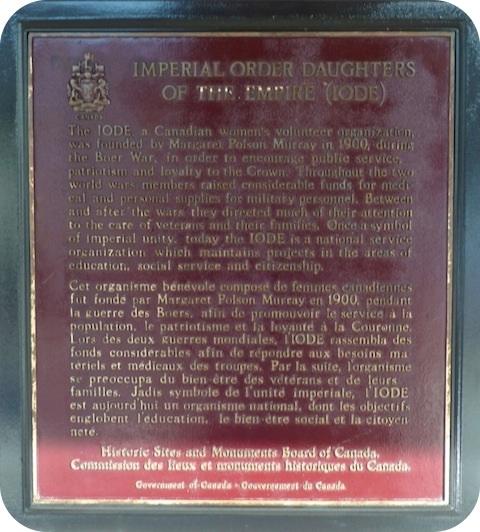 CANADA
IMPERIAL ORDER DAUGHTERS
OF THE EMPIRE (IODE)
The IODE, a Canadian women's volunteer organization,
was founded by Margaret Polson Murray in 1900, during
the Boer War, in order to encourage public service,
patriotism and loyalty to the Crown. Throughout the two
world wars members raised considerable funds for medi
cal and personal supplies for military personnel. Between
and after the wars they directed much of their attention
to the care of veterans and their families. Once a symbol
of imperial unity, today the IODE is a national service
organization which maintains projects in the areas of
education, social service and citizenship.
Cet organisme bénévole composé de femmes canadiennes
fut fondé par Margaret Polson Murray en 1900, pendant
la guerre des Boers, afin de promouvoir le service à la
population, le patriotisme et la loyauté à la Couronne.
Lors des deux guerres mondiales, l'IODE rassembla des
fonds considérables afin de répondre aux besoins ma
tériels et médicaux des troupes. Par la suite, l'organisme
se préoccupa du bien-être des vétérans et de leurs
familles. Jadis symbole de l'unité impériale, l'IODE
est aujourd'hui un organisme national, dont les objectifs
englobent l'éducation, le bien-être social et la citoyen
neté.
Historic Sites and Monuments Board of Canada.
Commission des lieux et monuments historiques du Canada.
Government of Canada - Gouvernement du Canada